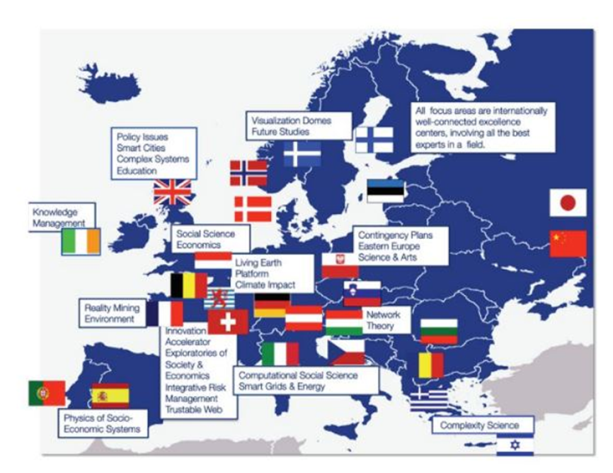 Visualization Domes
Future Studies
All focus areas are internationally
well-connected excellence
centers, involving all the best
experts in a field.
Policy Issues
Smart Cities
Complex Systems
Education
Knowledge
Management
Social Science
Economics
Contingency Plans
Eastern Europe
Science & Arts
Living Earth
Platform
Climate Impact
Reality Mining
Environment
Network
Theory
Innovation
Accelerator
Exploratories of
Society &
Economics
Integrative Risk
Management
Trustable Web
Computational Social Science
Smart Grids & Energy
Physics of Socio-
Economic Systems
Complexity Science